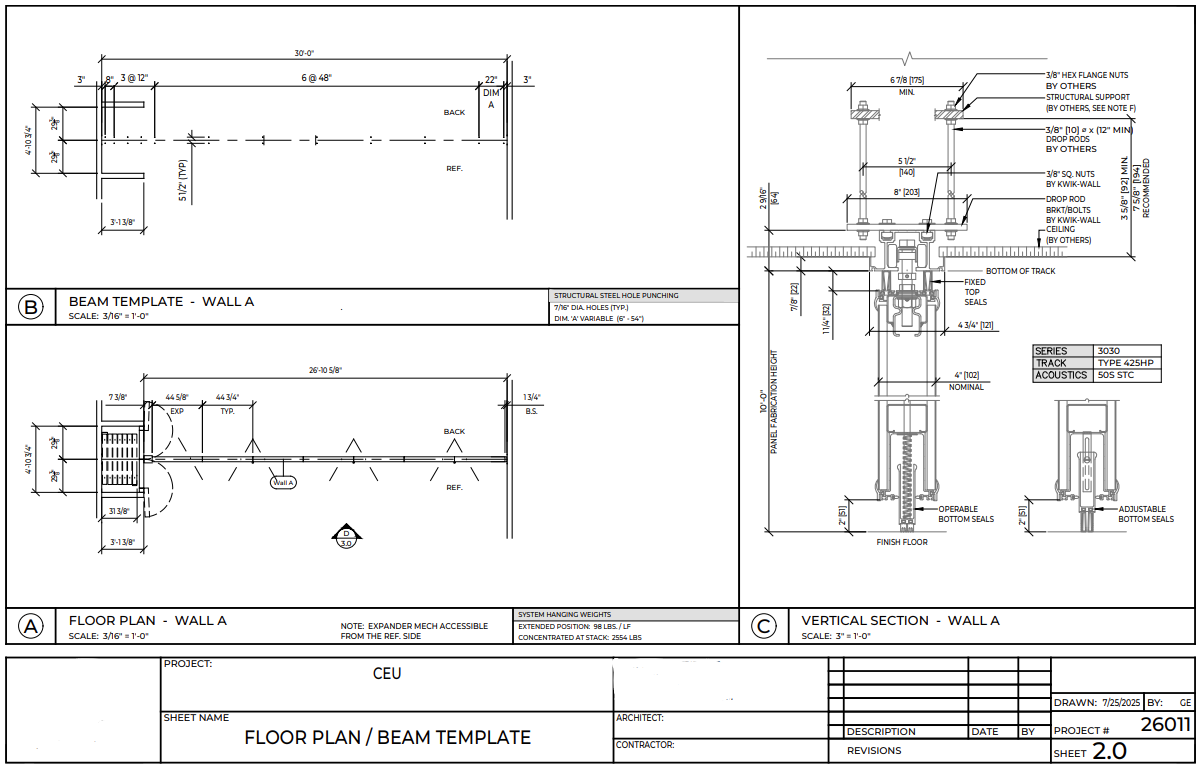 30'-0"
3"
8"
3 @ 12"
6 @ 48"
22"
3"
DIM
A
BACK
4'-10 3/4"
29 3/8"
29 3/8"
5 1/2" (TYP)
REF.
3'-1 3/8"
B
BEAM TEMPLATE - WALL A
SCALE: 3/16" = 1'-0"
STRUCTURAL STEEL HOLE PUNCHING
7/16" DIA. HOLES (TYP.)
DIM. 'A' VARIABLE (6" - 54")
26'-10 5/8"
7 3/8"
44 5/8"
44 3/4"
1 3/4"
EXP
TYP.
B.S.
BACK
4'-10 3/4"
29 3/8"
29 3/8"
Wall A
REF.
31 3/8"
D
3.0
3'-1 3/8"
A
FLOOR PLAN - WALL A
SCALE: 3/16" = 1'-0"
NOTE: EXPANDER MECH ACCESSIBLE
FROM THE REF. SIDE
SYSTEM HANGING WEIGHTS
EXTENDED POSITION: 98 LBS. / LF
CONCENTRATED AT STACK: 2554 LBS
6 7/8 [175]
MIN.
3/8" HEX FLANGE NUTS
BY OTHERS
STRUCTURAL SUPPORT
(BY OTHERS, SEE NOTE F)
3/8" [10] ø x (12" MIN)
DROP RODS
BY OTHERS
5 1/2"
[140]
3/8" SQ. NUTS
BY KWIK-WALL
8" [203]
DROP ROD
BRKT/BOLTS
BY KWIK-WALL
CEILING
(BY OTHERS)
3 5/8" [92] MIN.
7 5/8" [194]
RECOMMENDED
2 9/16"
[64]
BOTTOM OF TRACK
FIXED
TOP
SEALS
7/8" [22]
1 1/4" [32]
4 3/4" [121]
SERIES 3030
TRACK TYPE 425HP
ACOUSTICS 50S STC
4" [102]
NOMINAL
10'-0"
PANEL FABRICATION HEIGHT
2" [51]
OPERABLE
BOTTOM SEALS
2" [51]
ADJUSTABLE
BOTTOM SEALS
FINISH FLOOR
C
VERTICAL SECTION - WALL A
SCALE: 3" = 1'-0"
PROJECT:
CEU
SHEET NAME
FLOOR PLAN / BEAM TEMPLATE
ARCHITECT:
CONTRACTOR:
DESCRIPTION DATE BY
REVISIONS
DRAWN: 7/25/2025 BY: GE
PROJECT # 26011
SHEET 2.0